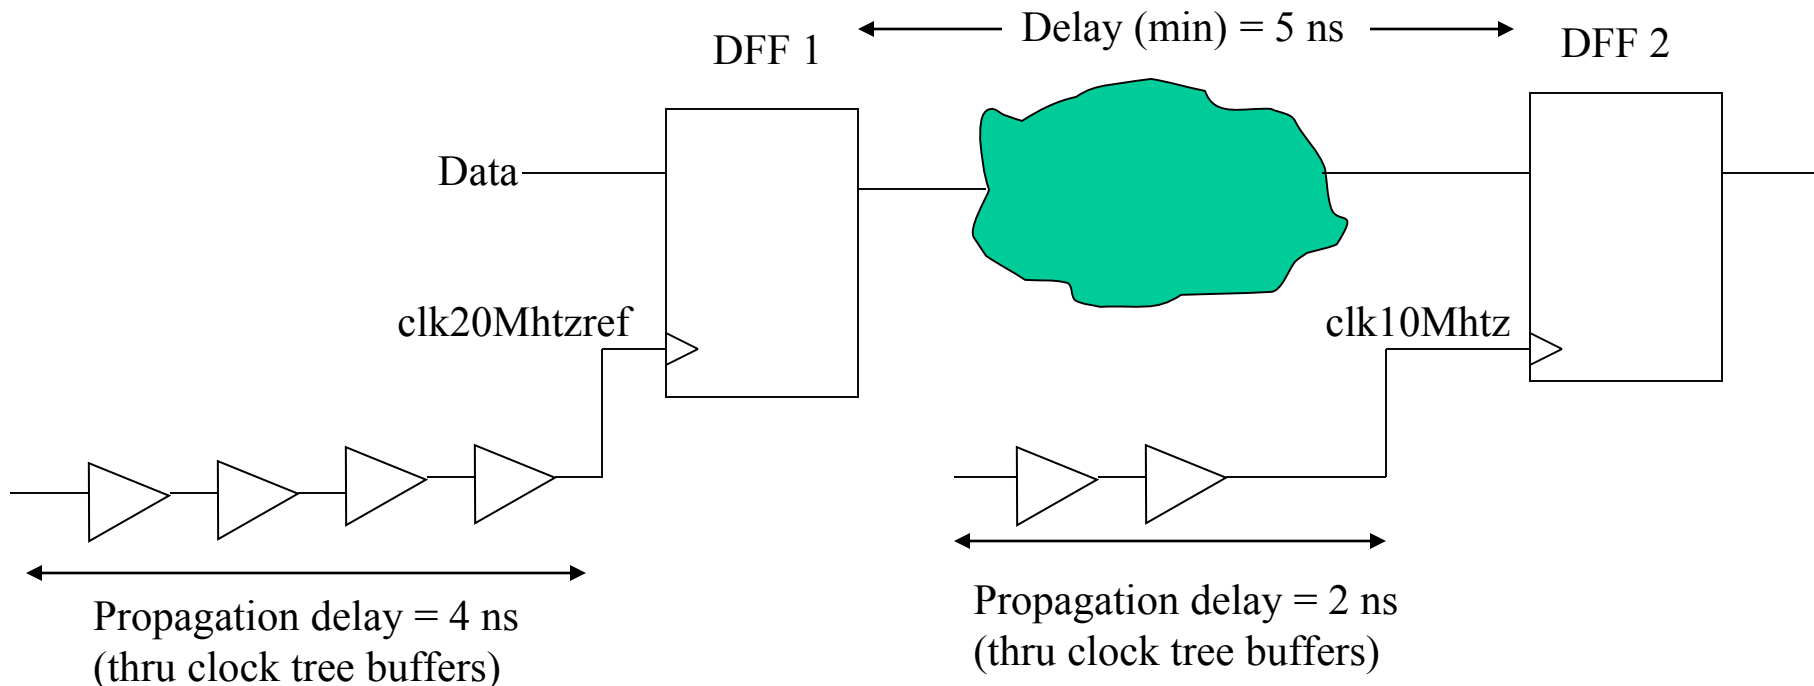 Delay (min) = 5 ns
DFF 1
DFF 2
Data
clk20Mhtzref
clk10Mhtz
Propagation delay = 4 ns
(thru clock tree buffers)
Propagation delay = 2 ns
(thru clock tree buffers)